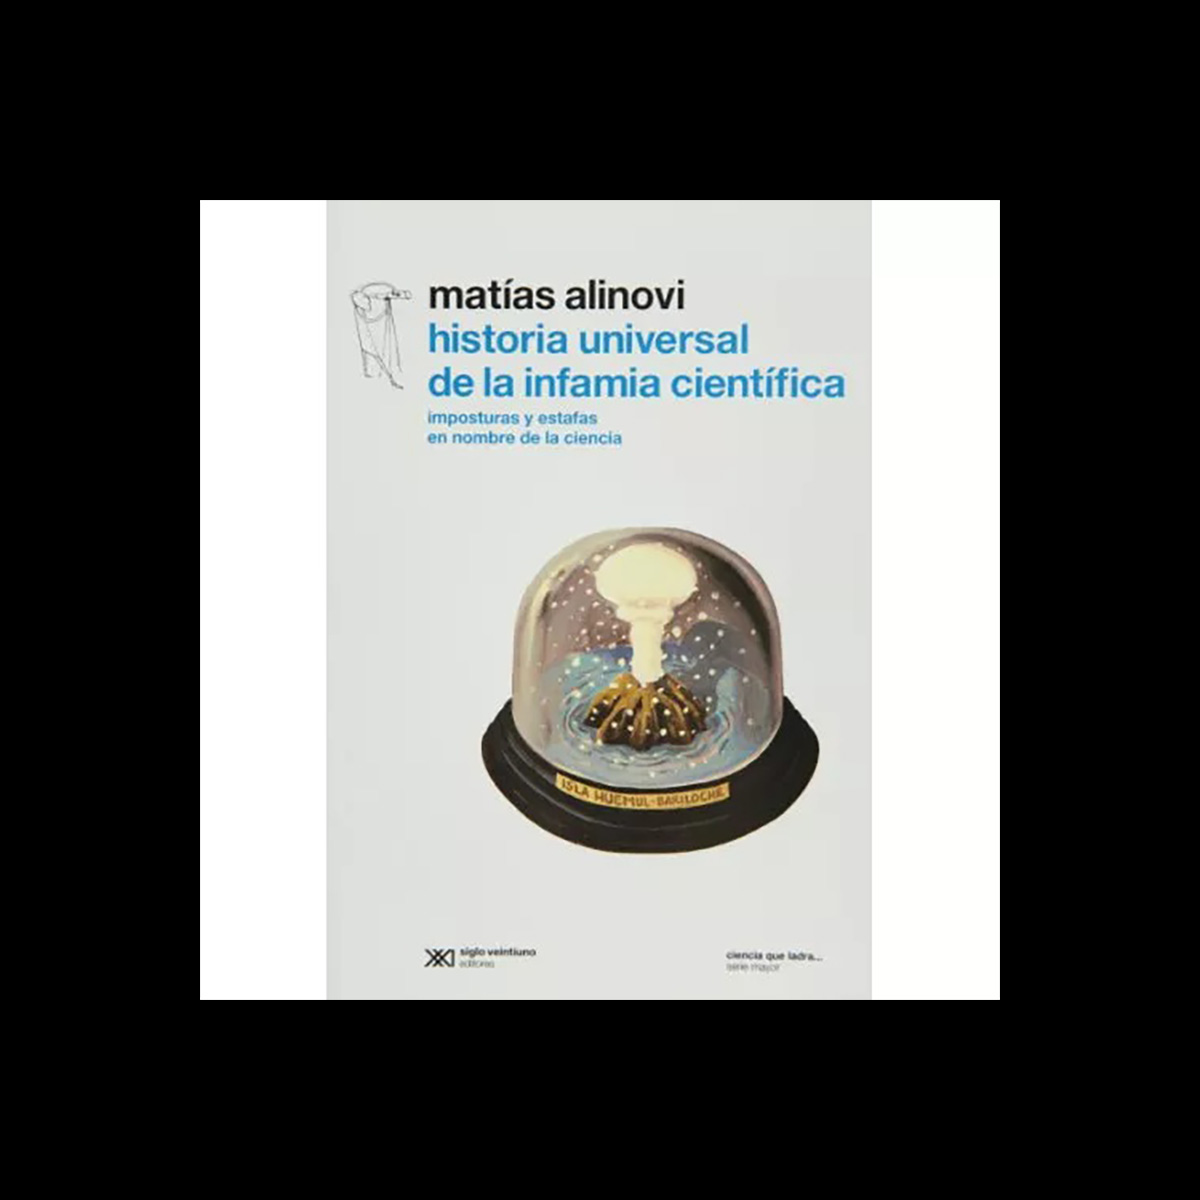 matías alinovi
historia universal
de la infamia científica
imposturas y estafas
en nombre de la ciencia
ISLA HUEMUL-BARILOCHE
siglo veintiuno
editores
ciencia que ladra...
serie mayor